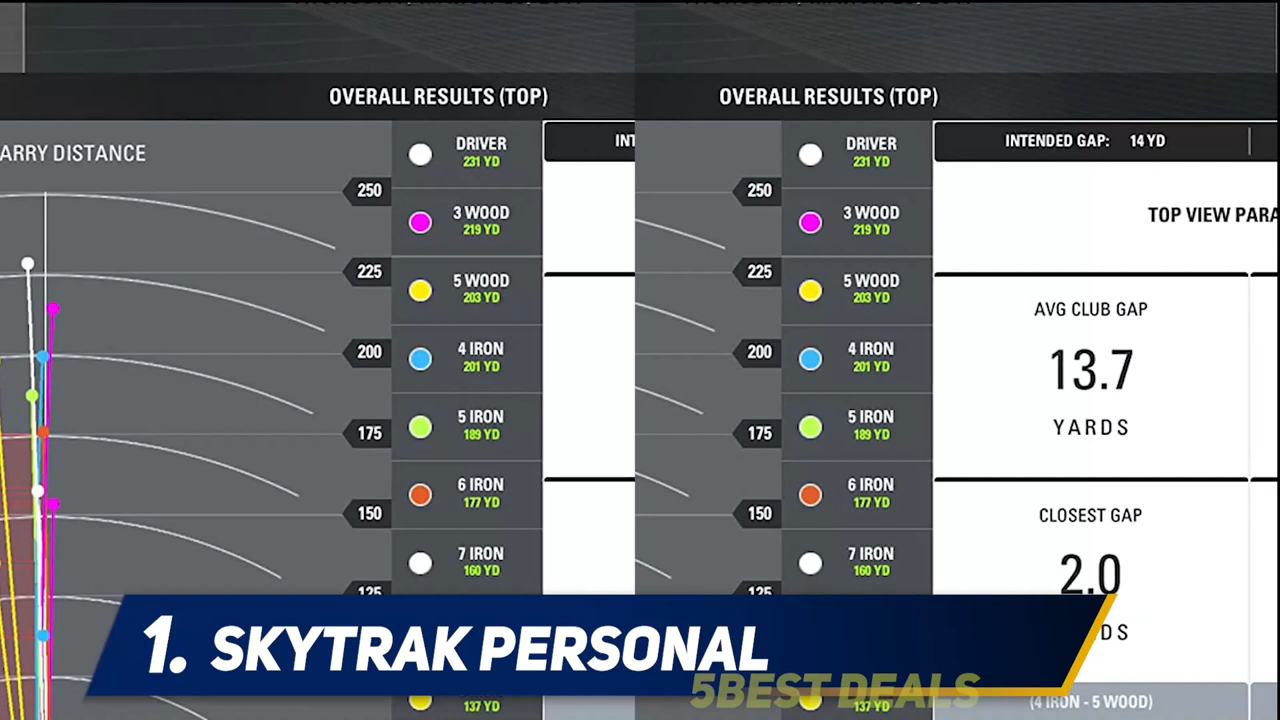 OVERALL RESULTS (TOP)
ARRY DISTANCE
250
225
200
175
150
125
DRIVER
231 YD
3 WOOD
219 YD
5 WOOD
203 YD
4 IRON
201 YD
5 IRON
189 YD
6 IRON
177 YD
7 IRON
160 YD
137 YD
INT
OVERALL RESULTS (TOP)
250
225
200
175
150
125
DRIVER
231 YD
3 WOOD
219 YD
5 WOOD
203 YD
4 IRON
201 YD
5 IRON
189 YD
6 IRON
177 YD
7 IRON
160 YD
137 YD
INTENDED GAP: 14 YD
TOP VIEW PARA
AVG CLUB GAP
13.7
YARDS
CLOSEST GAP
2.0
DS
(4 IRON - 5 WOOD)
1. SKYTRAK PERSONAL
5BEST DEALS